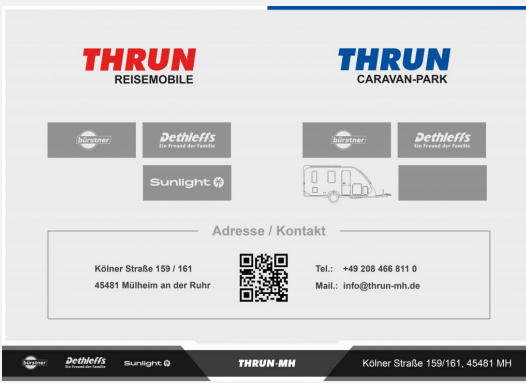 THRUN
REISEMOBILE
THRUN
CARAVAN-PARK
bürstner
Dethleffs
Ein Freund der Familie
bürstner
Dethleffs
Ein Freund der Familie
Sunlight
Adresse / Kontakt
Kölner Straße 159 / 161
45481 Mülheim an der Ruhr
Tel.: +49 208 466 811 0
Mail.: info@thrun-mh.de
bürstner
Dethleffs
Ein Freund der Familie
Sunlight
THRUN-MH
Kölner Straße 159/161, 45481 MH